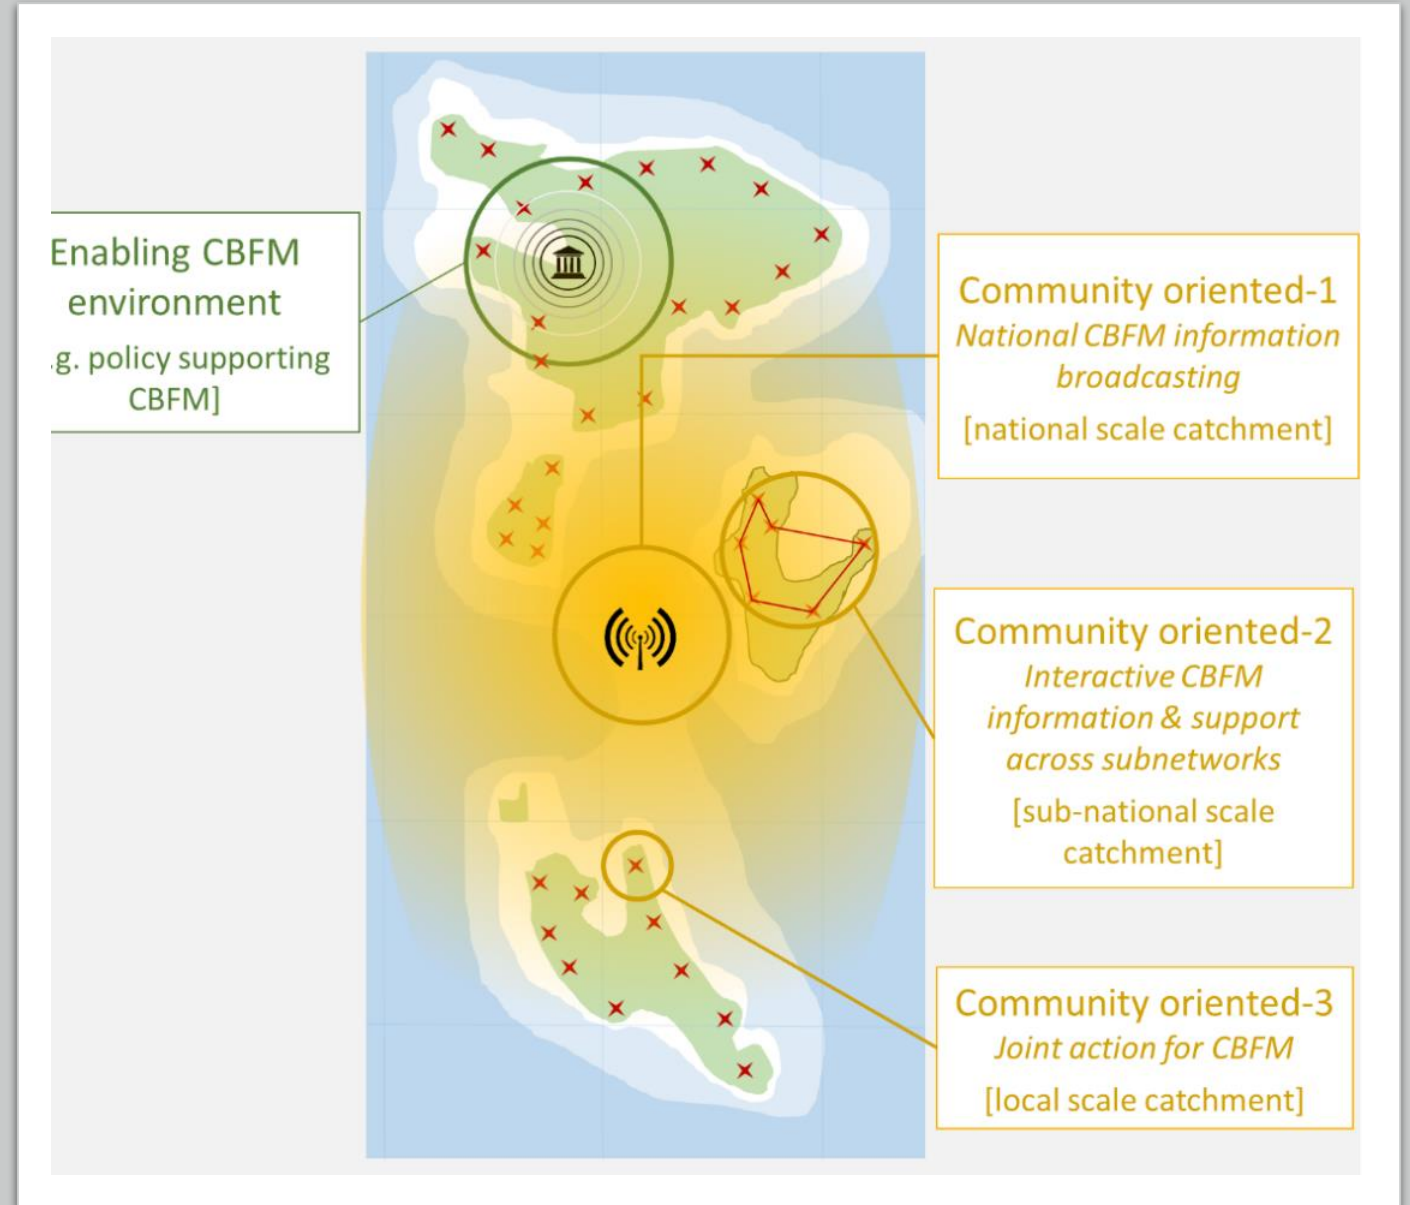 Enabling CBFM
environment
.g. policy supporting
CBFM]
Community oriented-1
National CBFM information
broadcasting
[national scale catchment]
Community oriented-2
Interactive CBFM
information & support
across subnetworks
[sub-national scale
catchment]
Community oriented-3
Joint action for CBFM
[local scale catchment]